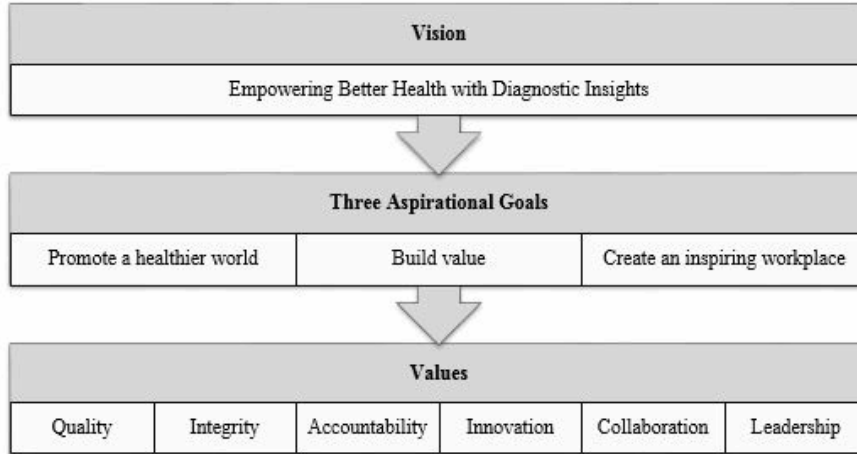 Vision
Empowering Better Health with Diagnostic Insights
Three Aspirational Goals
Promote a healthier world
Build value
Create an inspiring workplace
Values
Quality
Integrity
Accountability
Innovation
Collaboration
Leadership